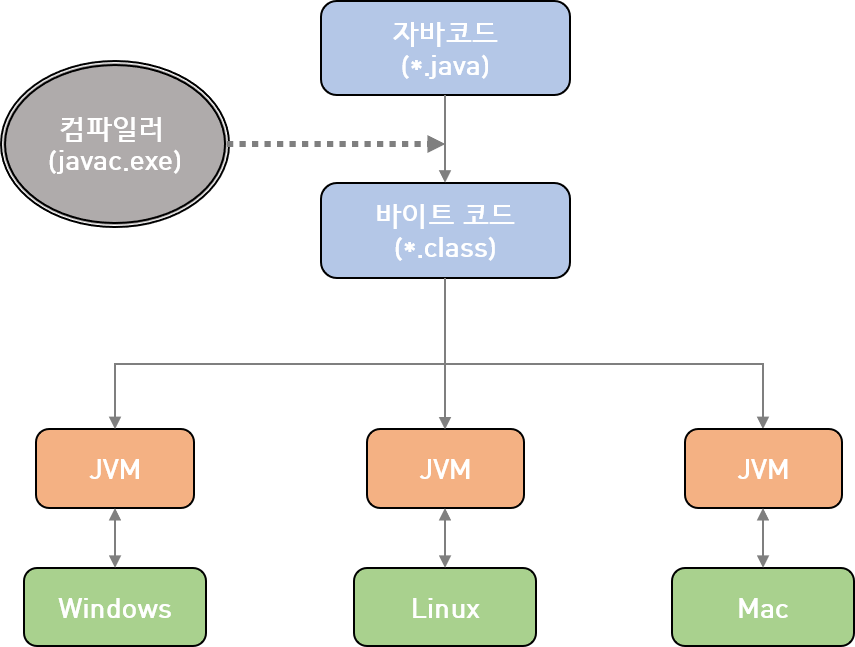 자바코드
(*.java)
컴파일러
(javac.exe)
바이트 코드
(*.class)
JVM
JVM
JVM
Windows
Linux
Mac